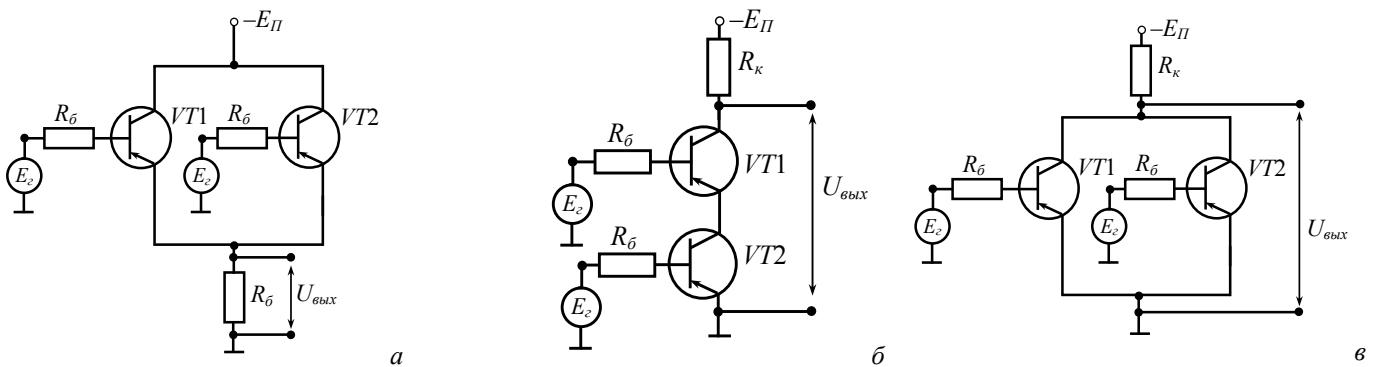 –E_П
R_б
VT1
R_б
VT2
E_г
E_г
R_б
U_вых
а
–E_П
R_к
R_б
VT1
E_г
U_вых
R_б
VT2
E_г
б
–E_П
R_к
R_б
VT1
R_б
VT2
E_г
E_г
U_вых
в